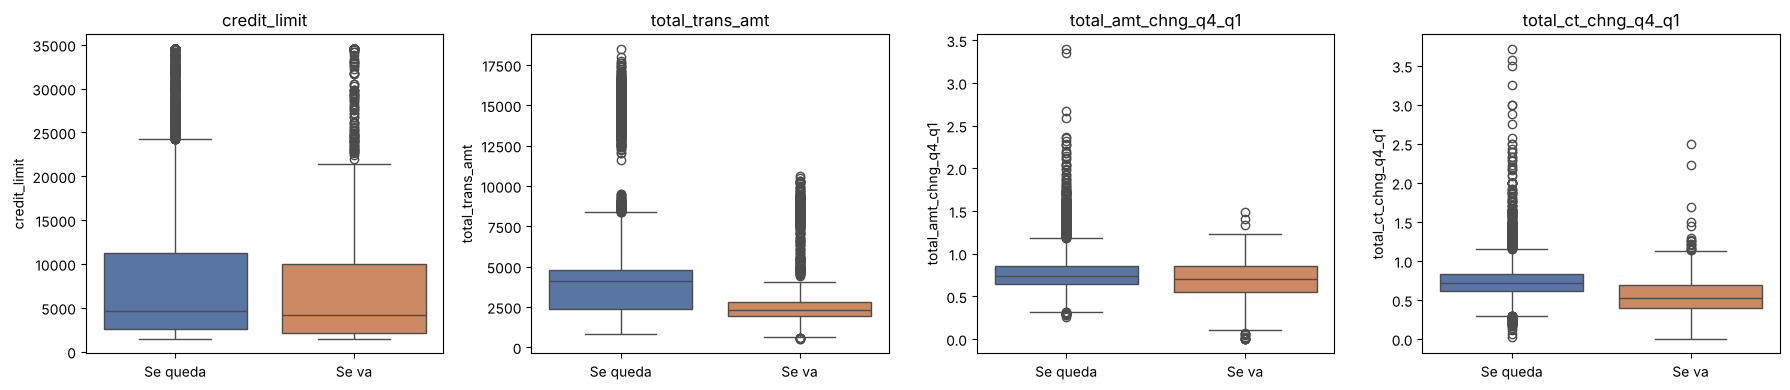 credit_limit
credit_limit
35000
30000
25000
20000
15000
10000
5000
0
Se queda
Se va
total_trans_amt
total_trans_amt
17500
15000
12500
10000
7500
5000
2500
0
Se queda
Se va
total_amt_chng_q4_q1
total_amt_chng_q4_q1
3.5
3.0
2.5
2.0
1.5
1.0
0.5
0.0
Se queda
Se va
total_ct_chng_q4_q1
total_ct_chng_q4_q1
3.5
3.0
2.5
2.0
1.5
1.0
0.5
0.0
Se queda
Se va